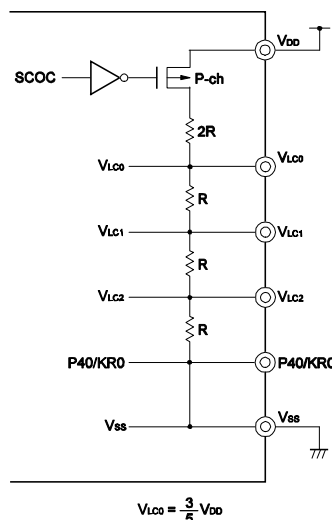 VDD
SCOC
P-ch
2R
VLC0 VLC0
R
VLC1 VLC1
R
VLC2 VLC2
R
P40/KR0 P40/KR0
VSS VSS
VLC0 = 3/5 VDD